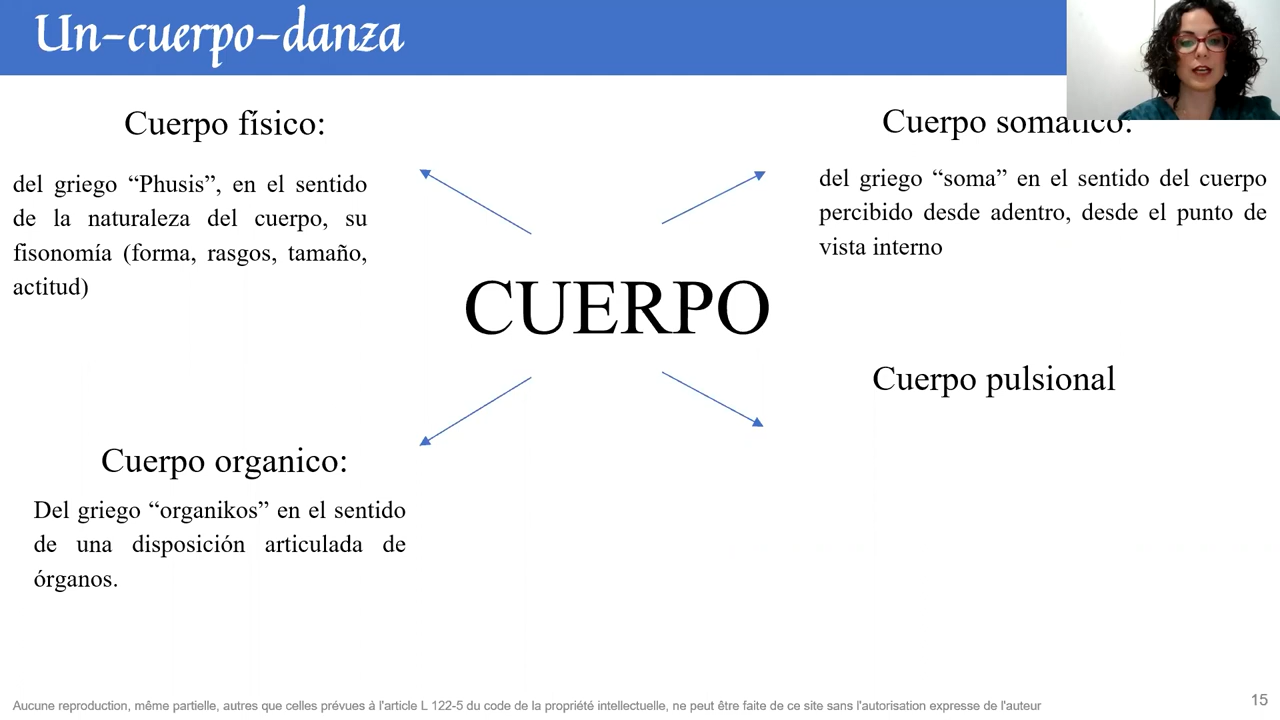 Un-cuerpo-danza
Cuerpo físico:
del griego “Phusis”, en el sentido
de la naturaleza del cuerpo, su
fisonomía (forma, rasgos, tamaño,
actitud)
Cuerpo somático:
del griego “soma” en el sentido del cuerpo
percibido desde adentro, desde el punto de
vista interno
CUERPO
Cuerpo pulsional
Cuerpo organico:
Del griego “organikos” en el sentido
de una disposición articulada de
órganos.
Aucune reproduction, même partielle, autres que celles prévues à l'article L 122-5 du code de la propriété intellectuelle, ne peut être faite de ce site sans l'autorisation expresse de l'auteur
15